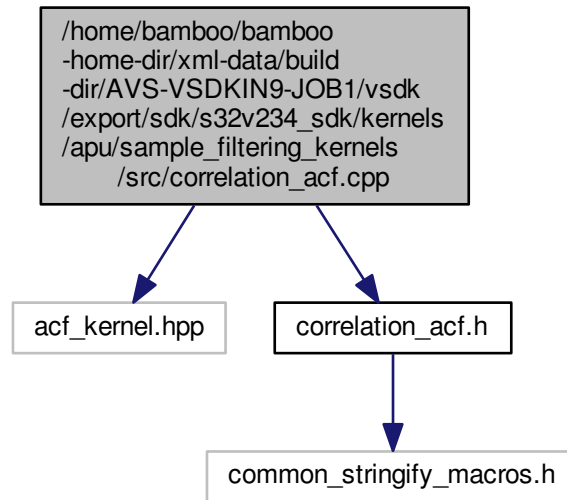 /home/bamboo/bamboo
-home-dir/xml-data/build
-dir/AVS-VSDKIN9-JOB1/vsdk
/export/sdk/s32v234_sdk/kernels
/apu/sample_filtering_kernels
/src/correlation_acf.cpp
acf_kernel.hpp
correlation_acf.h
common_stringify_macros.h